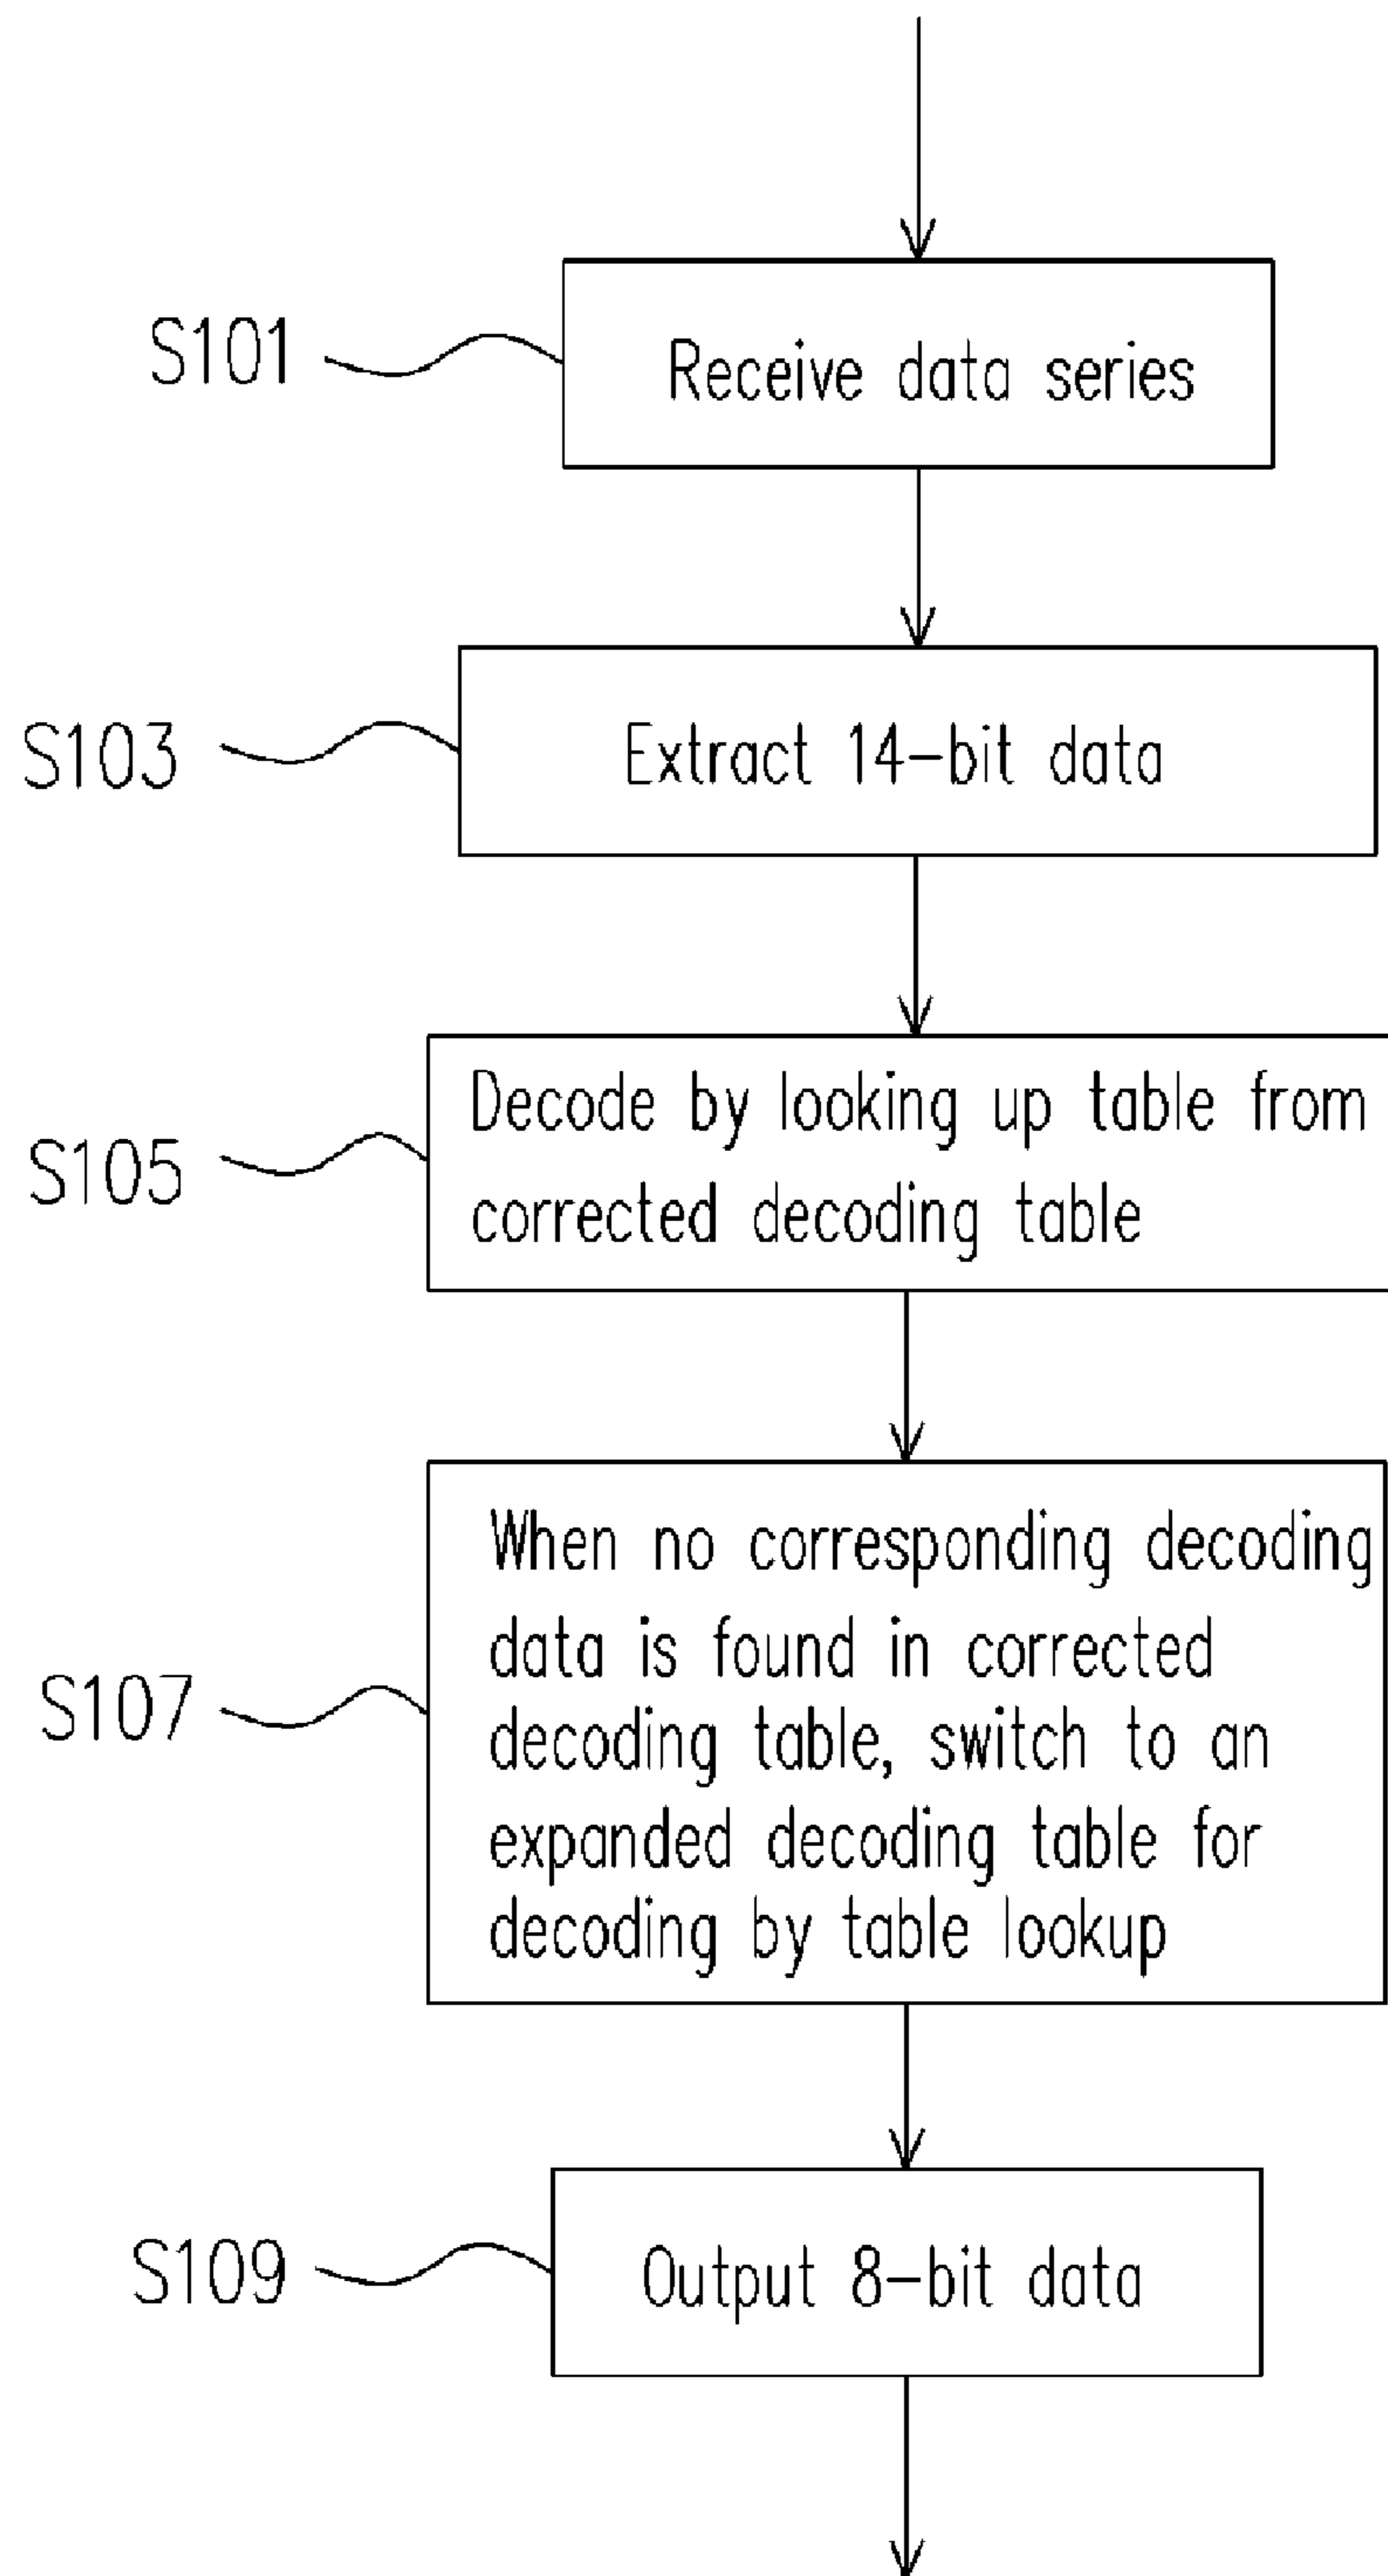 S101
Receive data series
S103
Extract 14-bit data
S105
Decode by looking up table from
corrected decoding table
S107
When no corresponding decoding
data is found in corrected
decoding table, switch to an
expanded decoding table for
decoding by table lookup
S109
Output 8-bit data